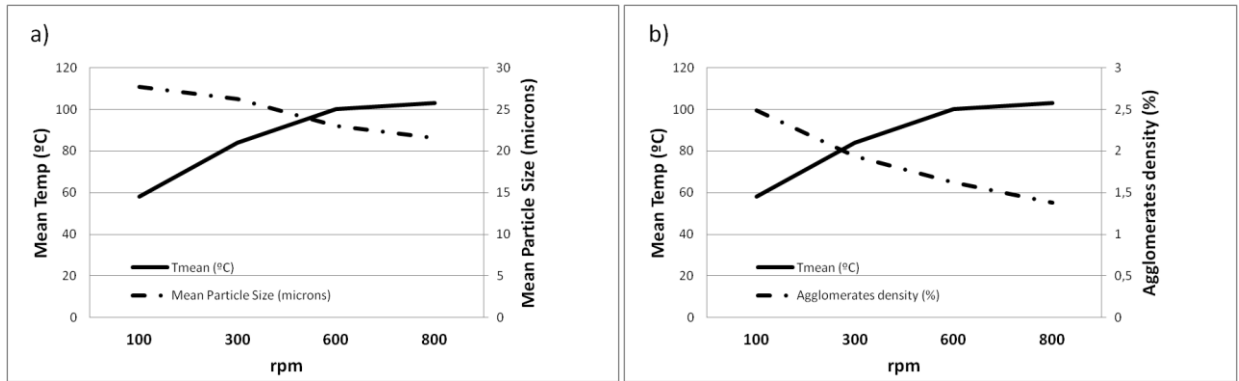 a)
Mean Temp (ºC)
120
100
80
60
40
20
0
30
25
20
15
10
5
0
Mean Particle Size (microns)
Tmean (ºC)
Mean Particle Size (microns)
100 300 600 800
rpm
b)
Mean Temp (ºC)
120
100
80
60
40
20
0
3
2,5
2
1,5
1
0,5
0
Agglomerates density (%)
Tmean (ºC)
Agglomerates density (%)
100 300 600 800
rpm